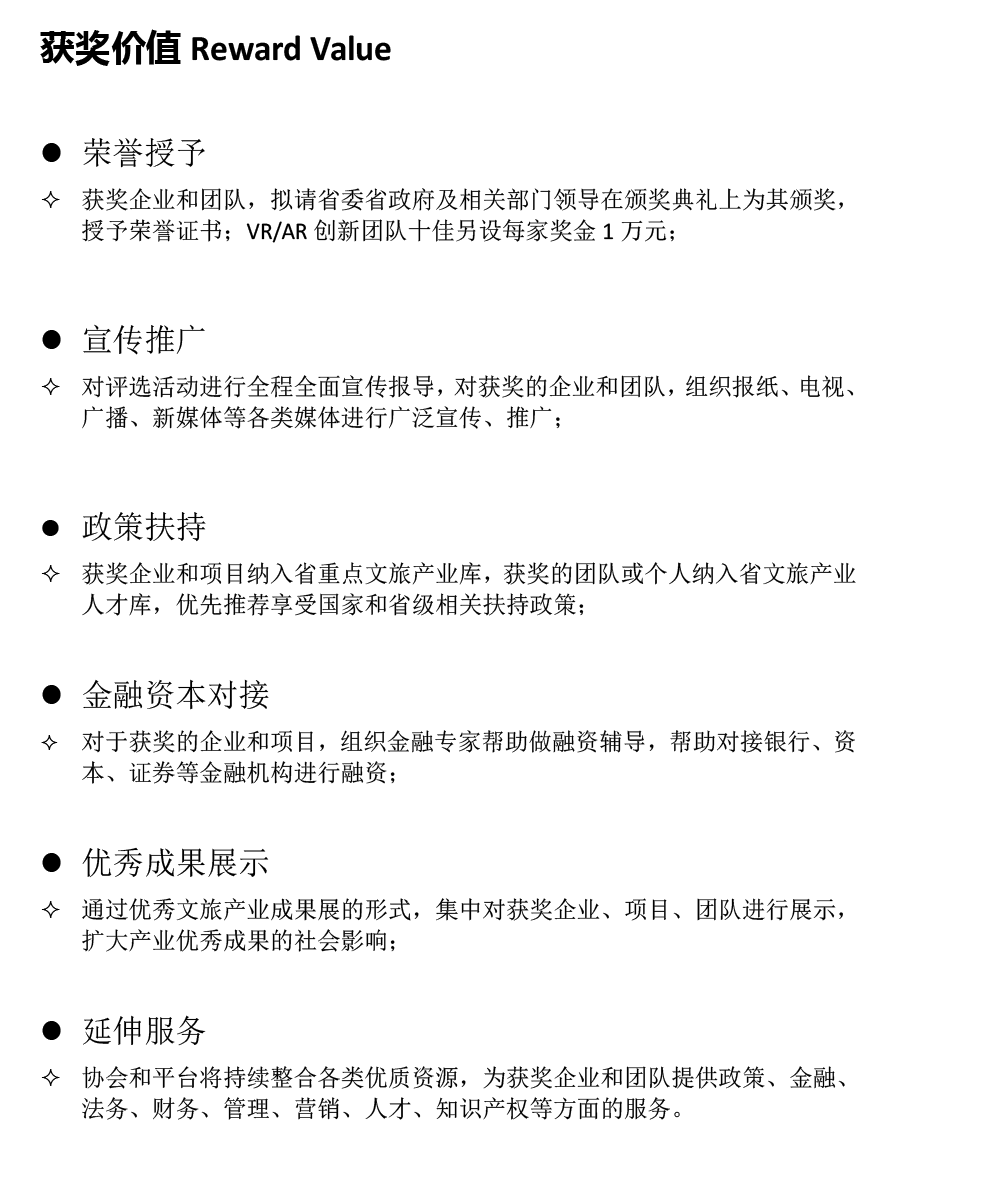 获奖价值 Reward Value
● 荣誉授予
✧ 获奖企业和团队，拟请省委省政府及相关部门领导在颁奖典礼上为其颁奖，
授予荣誉证书；VR/AR 创新团队十佳另设每家奖金 1 万元；
● 宣传推广
✧ 对评选活动进行全程全面宣传报导，对获奖的企业和团队，组织报纸、电视、
广播、新媒体等各类媒体进行广泛宣传、推广；
● 政策扶持
✧ 获奖企业和项目纳入省重点文旅产业库，获奖的团队或个人纳入省文旅产业
人才库，优先推荐享受国家和省级相关扶持政策；
● 金融资本对接
✧ 对于获奖的企业和项目，组织金融专家帮助做融资辅导，帮助对接银行、资
本、证券等金融机构进行融资；
● 优秀成果展示
✧ 通过优秀文旅产业成果展的形式，集中对获奖企业、项目、团队进行展示，
扩大产业优秀成果的社会影响；
● 延伸服务
✧ 协会和平台将持续整合各类优质资源，为获奖企业和团队提供政策、金融、
法务、财务、管理、营销、人才、知识产权等方面的服务。